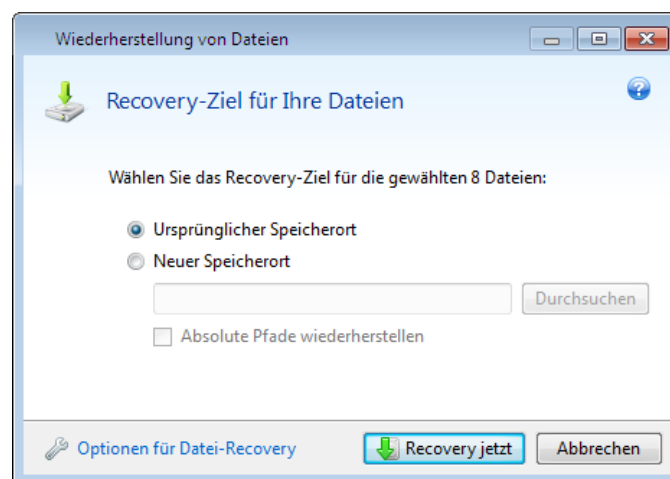 Wiederherstellung von Dateien
Recovery-Ziel für Ihre Dateien
?
Wählen Sie das Recovery-Ziel für die gewählten 8 Dateien:
Ursprünglicher Speicherort
Neuer Speicherort
Durchsuchen
Absolute Pfade wiederherstellen
Optionen für Datei-Recovery
Recovery jetzt
Abbrechen